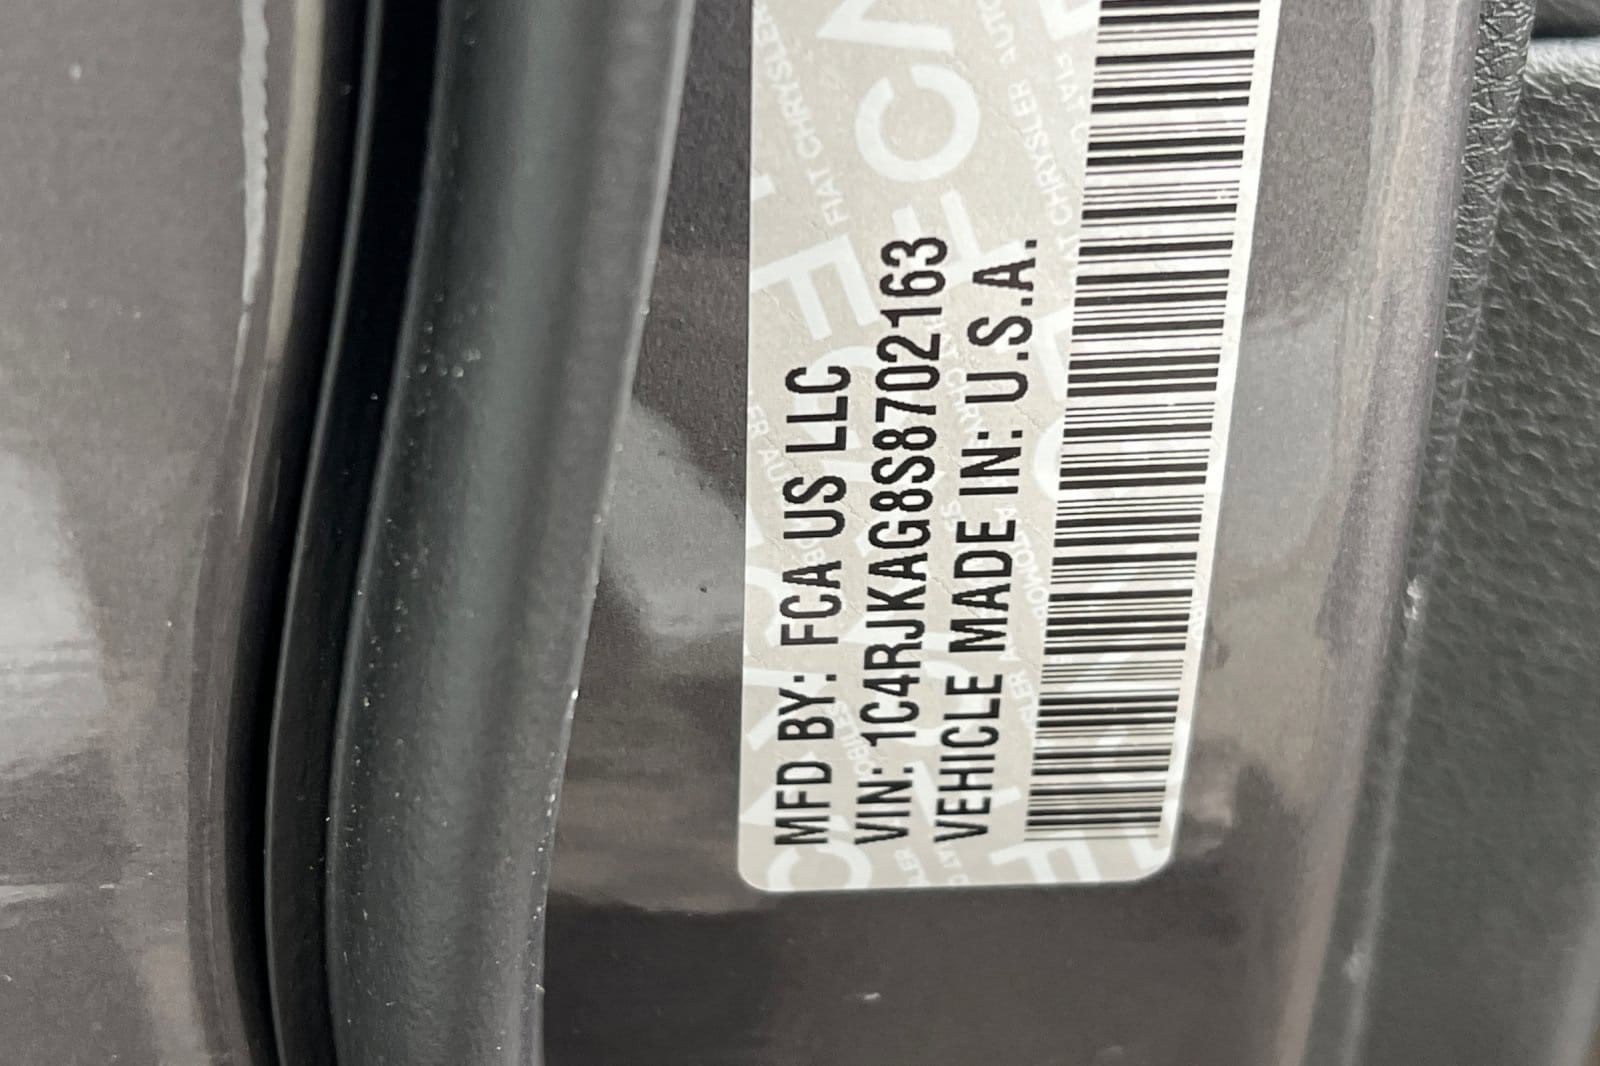 MFD BY: FCA US LLC
VIN: 1C4RJKAG8S8702163
VEHICLE MADE IN: U.S.A.